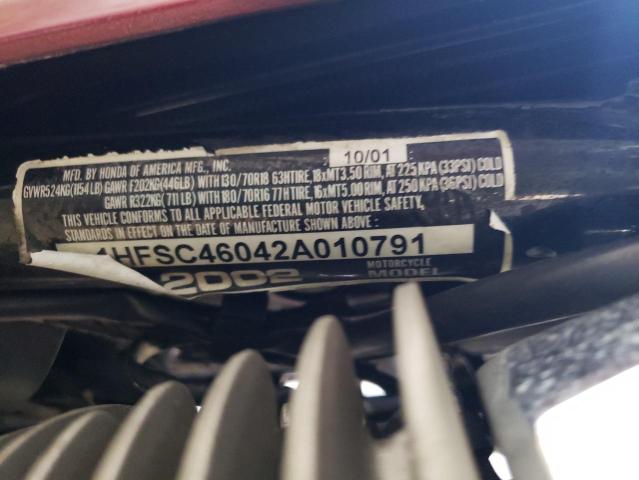 10/01
MFD. BY HONDA OF AMERICA MFG., INC.
GVWR524KG(1154LB) GAWR F202KG(446LB) WITH 130/70R18 63HTIRE, 18xMT3.50 RIM, AT 225 KPA (33PSI) COLD
GAWR R322KG(711LB) WITH 180/70R16 77HTIRE, 16xMT5.00 RIM, AT 250 KPA (36PSI) COLD
THIS VEHICLE CONFORMS TO ALL APPLICABLE FEDERAL MOTOR VEHICLE SAFETY
STANDARDS IN EFFECT ON THE DATE OF MANUFACTURE SHOWN ABOVE.
1HFSC46042A010791
2002 MOTORCYCLE
MODEL